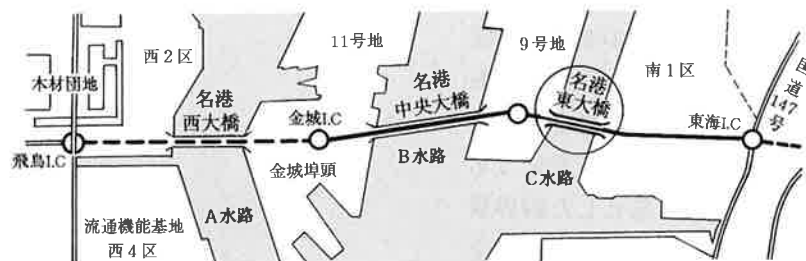 木材団地
西2区
11号地
9号地
南1区
国道147号
名港
西大橋
名港
中央大橋
名港
東大橋
飛島I.C
金城I.C
東海I.C
金城埠頭
A水路
B水路
C水路
流通機能基地
西4区